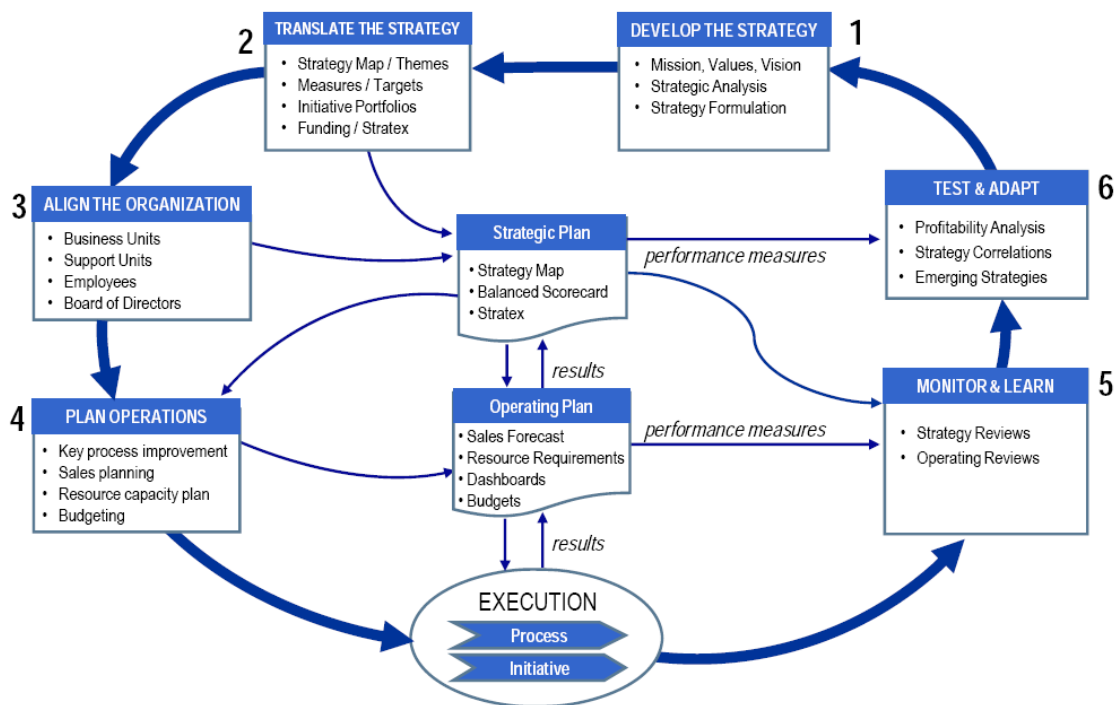 1
DEVELOP THE STRATEGY
• Mission, Values, Vision
• Strategic Analysis
• Strategy Formulation
2
TRANSLATE THE STRATEGY
• Strategy Map / Themes
• Measures / Targets
• Initiative Portfolios
• Funding / Stratex
3
ALIGN THE ORGANIZATION
• Business Units
• Support Units
• Employees
• Board of Directors
4
PLAN OPERATIONS
• Key process improvement
• Sales planning
• Resource capacity plan
• Budgeting
Strategic Plan
• Strategy Map
• Balanced Scorecard
• Stratex
performance measures
results
Operating Plan
• Sales Forecast
• Resource Requirements
• Dashboards
• Budgets
performance measures
results
EXECUTION
Process
Initiative
5
MONITOR & LEARN
• Strategy Reviews
• Operating Reviews
6
TEST & ADAPT
• Profitability Analysis
• Strategy Correlations
• Emerging Strategies